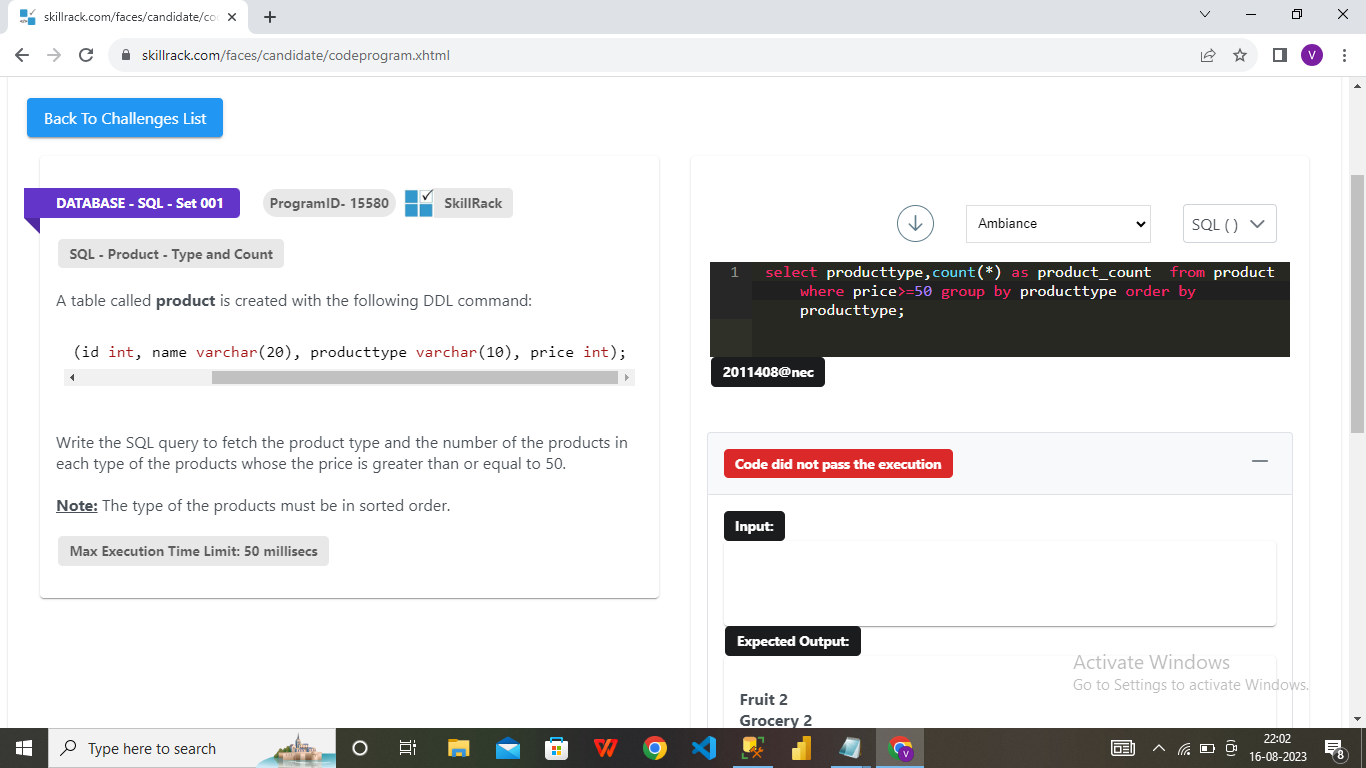 skillrack.com/faces/candidate/co
skillrack.com/faces/candidate/codeprogram.xhtml
V
Back To Challenges List
DATABASE - SQL - Set 001
ProgramID- 15580
SkillRack
SQL - Product - Type and Count
A table called product is created with the following DDL command:
(id int, name varchar(20), producttype varchar(10), price int);
Write the SQL query to fetch the product type and the number of the products in
each type of the products whose the price is greater than or equal to 50.
Note: The type of the products must be in sorted order.
Max Execution Time Limit: 50 millisecs
Ambiance
SQL ( )
1 select producttype,count(*) as product_count  from product
where price>=50 group by producttype order by
producttype;
2011408@nec
Code did not pass the execution
Input:
Expected Output:
Fruit 2
Grocery 2
Activate Windows
Go to Settings to activate Windows.
Type here to search
V
22:02
16-08-2023
8